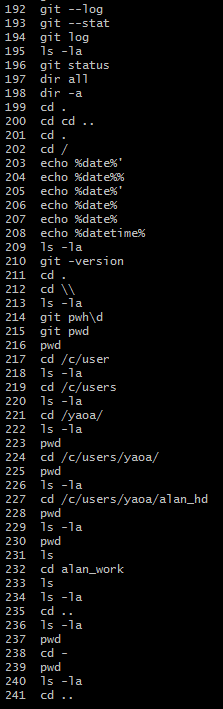 192 git --log
193 git --stat
194 git log
195 ls -la
196 git status
197 dir all
198 dir -a
199 cd .
200 cd cd ..
201 cd .
202 cd /
203 echo %date%'
204 echo %date%%
205 echo %date%'
206 echo %date%
207 echo %date%
208 echo %datetime%
209 ls -la
210 git -version
211 cd .
212 cd \\
213 ls -la
214 git pwh\d
215 git pwd
216 pwd
217 cd /c/user
218 ls -la
219 cd /c/users
220 ls -la
221 cd /yaoa/
222 ls -la
223 pwd
224 cd /c/users/yaoa/
225 pwd
226 ls -la
227 cd /c/users/yaoa/alan_hd
228 pwd
229 ls -la
230 pwd
231 ls
232 cd alan_work
233 ls
234 ls -la
235 cd ..
236 ls -la
237 pwd
238 cd -
239 pwd
240 ls -la
241 cd ..